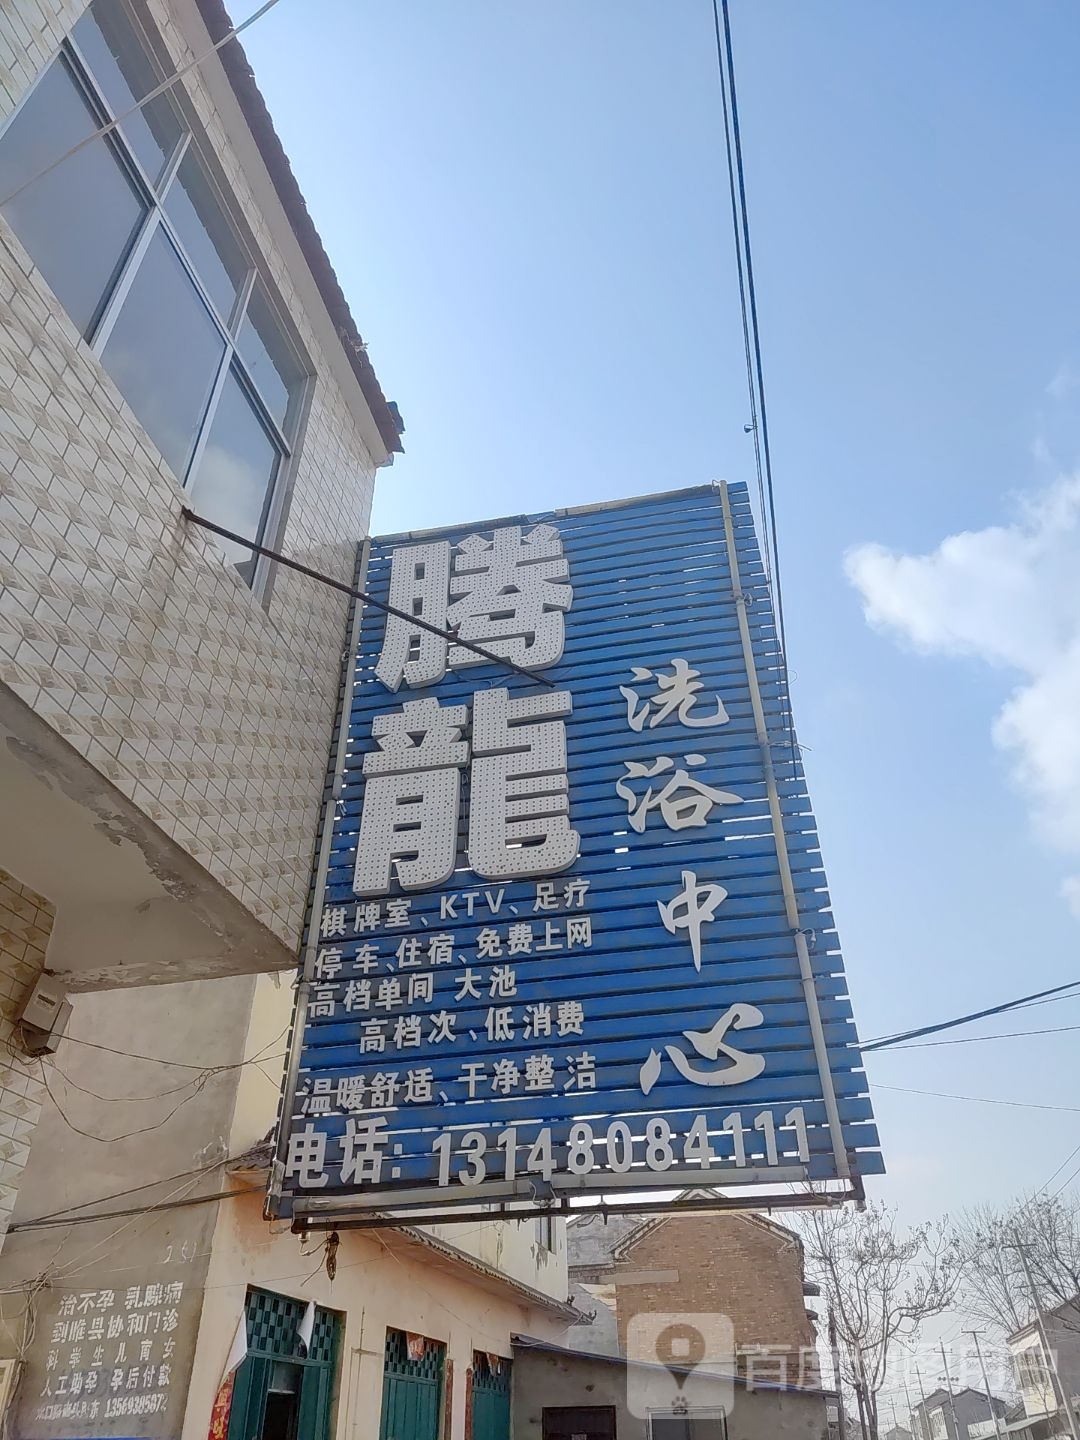 腾龍
洗浴中心
棋牌室、KTV、足疗
停车、住宿、免费上网
高档单间 大池
高档次、低消费
温暖舒适、干净整洁
电话:13148084111
治不孕 乳腺病
到睢县协和门诊
科学生儿育女
人工助孕 孕后付款